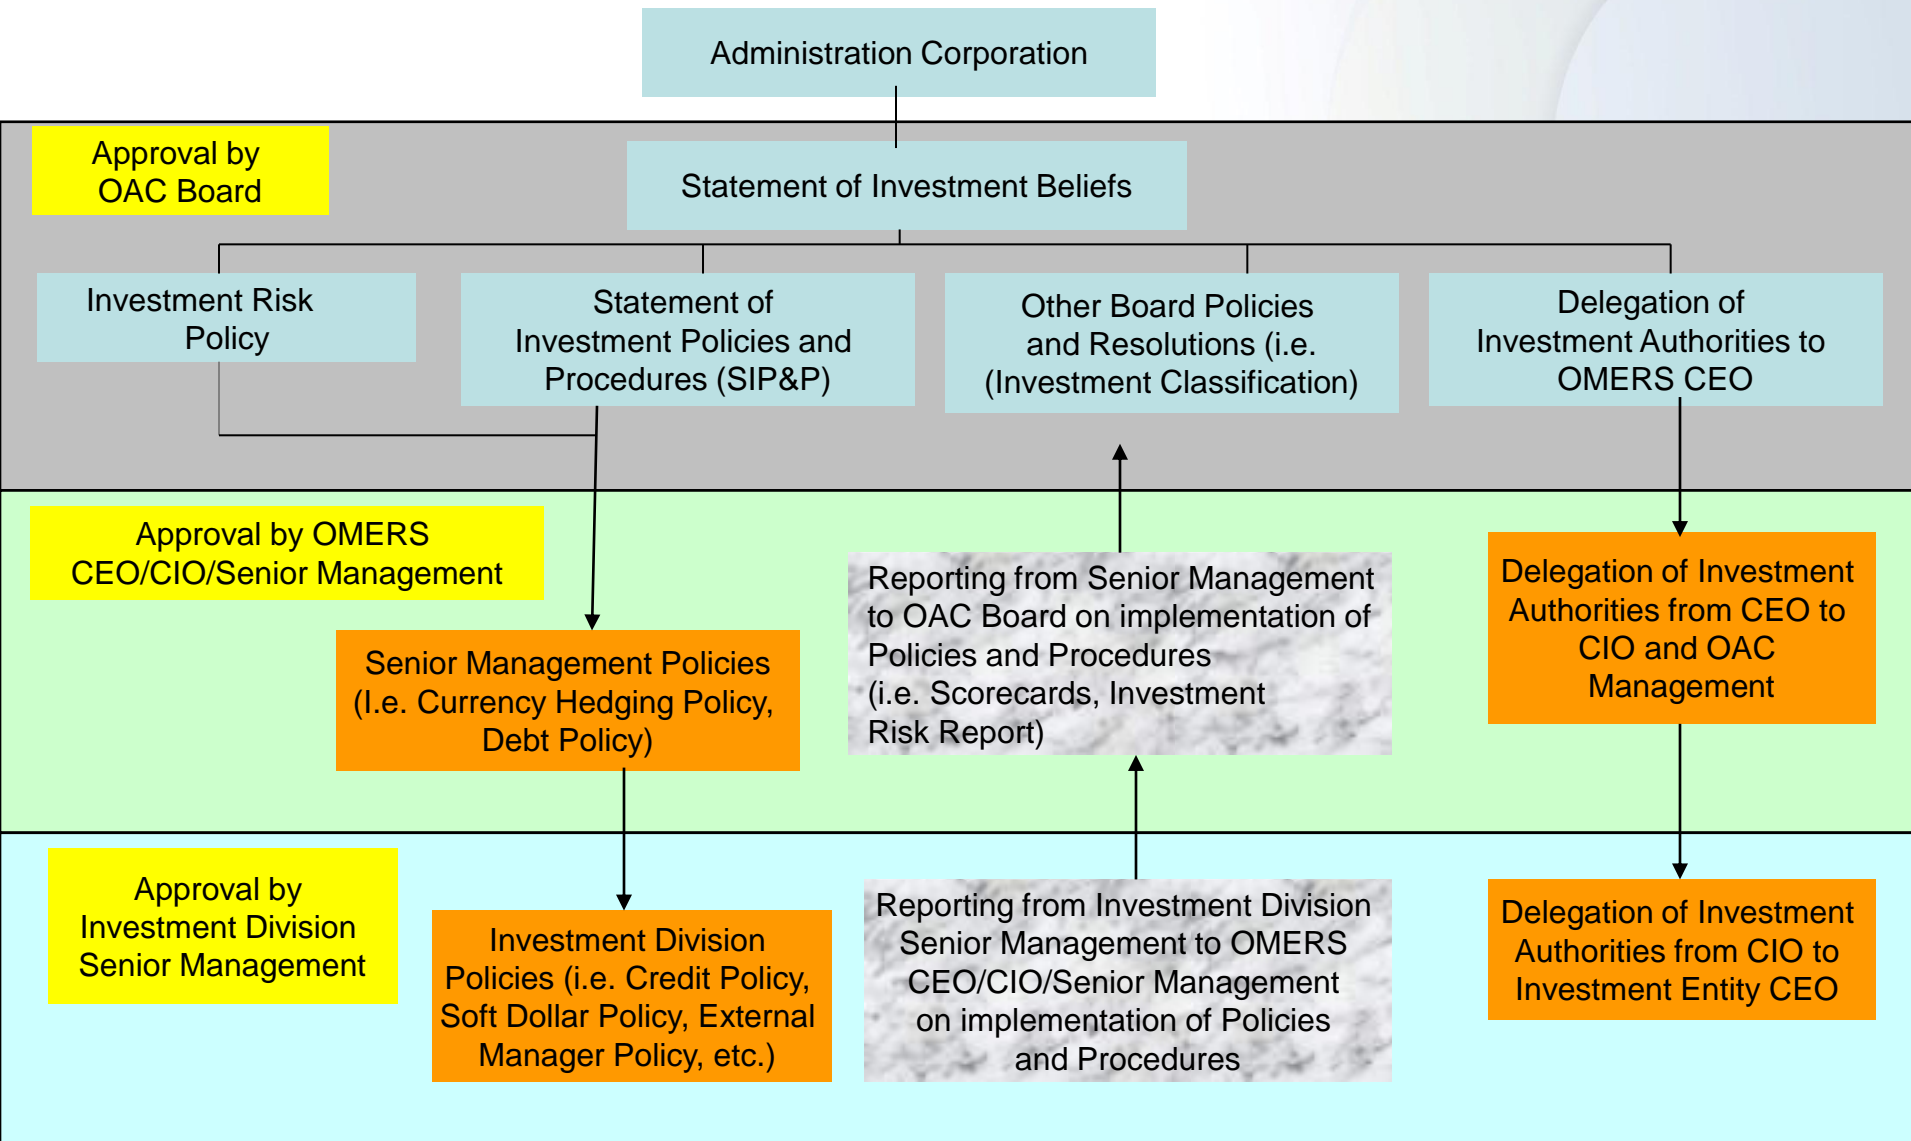 Administration Corporation
Approval by
OAC Board
Statement of Investment Beliefs
Investment Risk
Policy
Statement of
Investment Policies and
Procedures (SIP&P)
Other Board Policies
and Resolutions (i.e.
(Investment Classification)
Delegation of
Investment Authorities to
OMERS CEO
Approval by OMERS
CEO/CIO/Senior Management
Senior Management Policies
(I.e. Currency Hedging Policy,
Debt Policy)
Reporting from Senior Management
to OAC Board on implementation of
Policies and Procedures
(i.e. Scorecards, Investment
Risk Report)
Delegation of Investment
Authorities from CEO to
CIO and OAC
Management
Approval by
Investment Division
Senior Management
Investment Division
Policies (i.e. Credit Policy,
Soft Dollar Policy, External
Manager Policy, etc.)
Reporting from Investment Division
Senior Management to OMERS
CEO/CIO/Senior Management
on implementation of Policies
and Procedures
Delegation of Investment
Authorities from CIO to
Investment Entity CEO